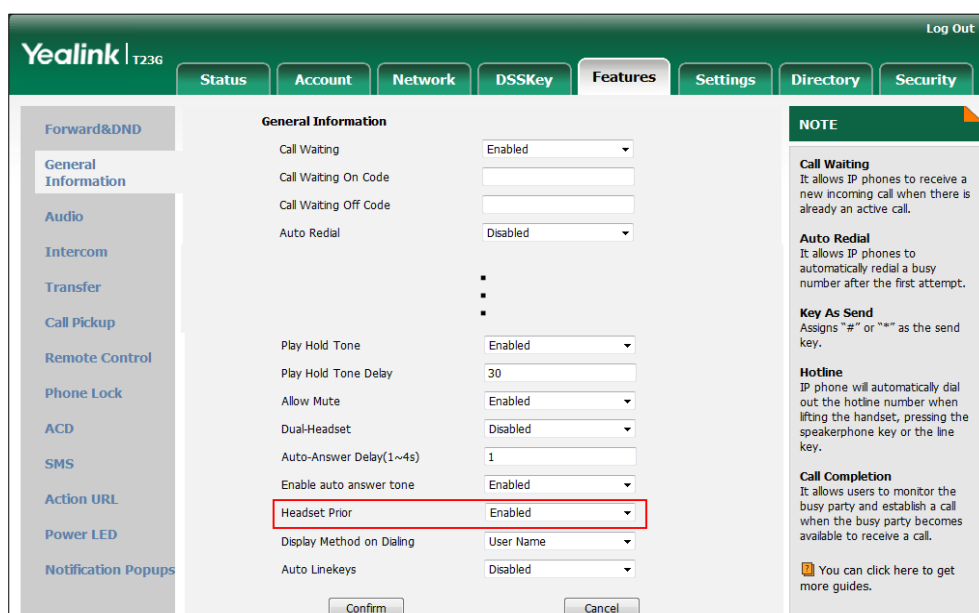 Log Out
Yealink T23G
Status Account Network DSSKey Features Settings Directory Security
Forward&DND
General
Information
Audio
Intercom
Transfer
Call Pickup
Remote Control
Phone Lock
ACD
SMS
Action URL
Power LED
Notification Popups
General Information
Call Waiting Enabled
Call Waiting On Code
Call Waiting Off Code
Auto Redial Disabled
Play Hold Tone Enabled
Play Hold Tone Delay 30
Allow Mute Enabled
Dual-Headset Disabled
Auto-Answer Delay(1~4s) 1
Enable auto answer tone Enabled
Headset Prior Enabled
Display Method on Dialing User Name
Auto Linekeys Disabled
Confirm Cancel
NOTE
Call Waiting
It allows IP phones to receive a
new incoming call when there is
already an active call.
Auto Redial
It allows IP phones to
automatically redial a busy
number after the first attempt.
Key As Send
Assigns "#" or "*" as the send
key.
Hotline
IP phone will automatically dial
out the hotline number when
lifting the handset, pressing the
speakerphone key or the line
key.
Call Completion
It allows users to monitor the
busy party and establish a call
when the busy party becomes
available to receive a call.
You can click here to get
more guides.